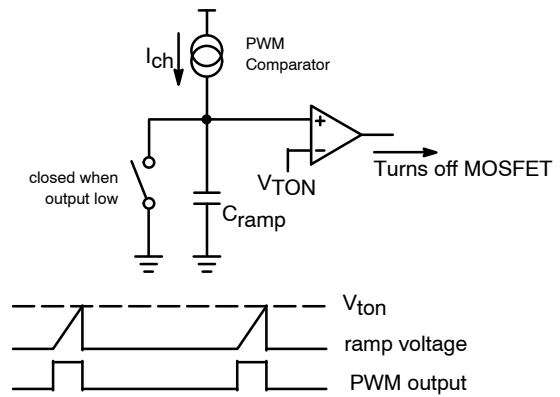 PWM
Comparator
Ich
+
−
closed when
output low
VTON
Turns off MOSFET
Cramp
Vton
ramp voltage
PWM output